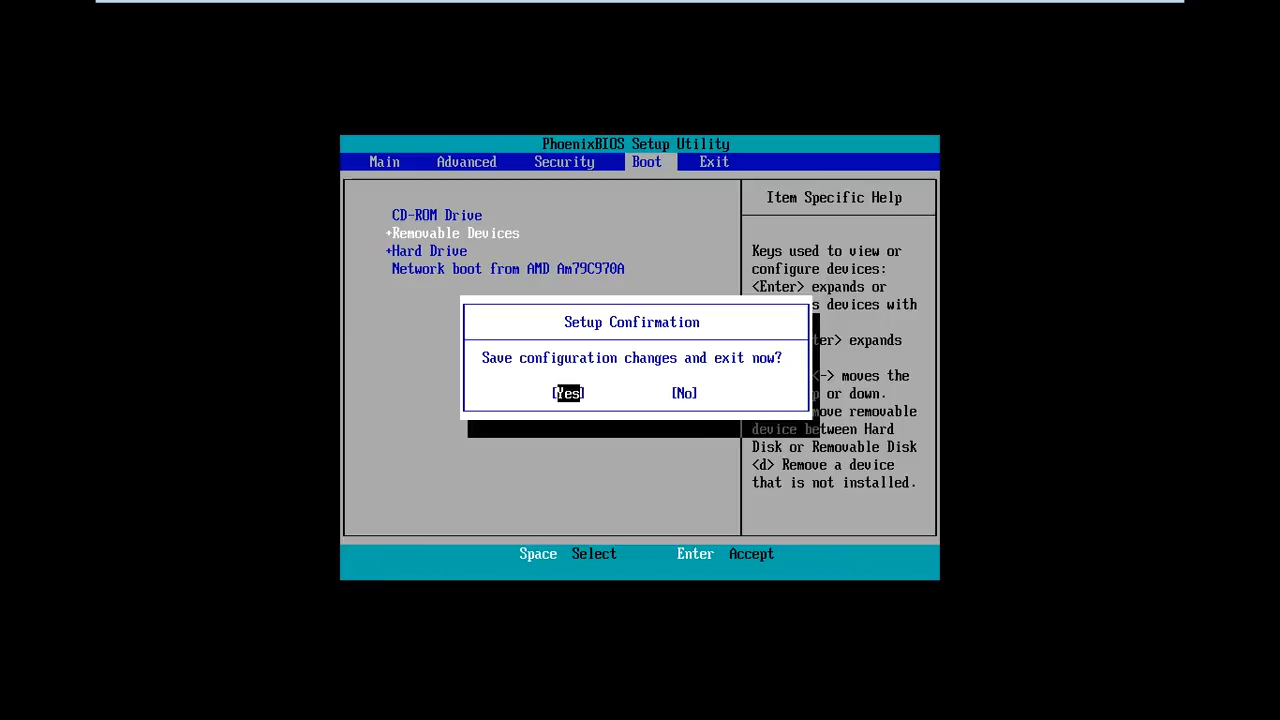 PhoenixBIOS Setup Utility
Main Advanced Security Boot Exit
CD-ROM Drive
+Removable Devices
+Hard Drive
Network boot from AMD Am79C970A
Setup Confirmation
Save configuration changes and exit now?
[Yes] [No]
Item Specific Help
Keys used to view or
configure devices:
<Enter> expands or
s devices with
ter> expands
<-> moves the
p or down.
ove removable
device between Hard
Disk or Removable Disk
<d> Remove a device
that is not installed.
Space Select Enter Accept